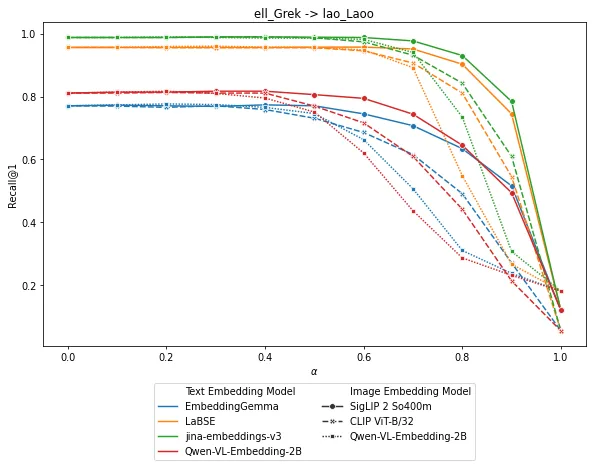 ell_Grek -> lao_Laoo
Recall@1
1.0
0.8
0.6
0.4
0.2
0.0 0.2 0.4 0.6 0.8 1.0
α
Text Embedding Model
EmbeddingGemma
LaBSE
jina-embeddings-v3
Qwen-VL-Embedding-2B
Image Embedding Model
SigLIP 2 So400m
CLIP ViT-B/32
Qwen-VL-Embedding-2B